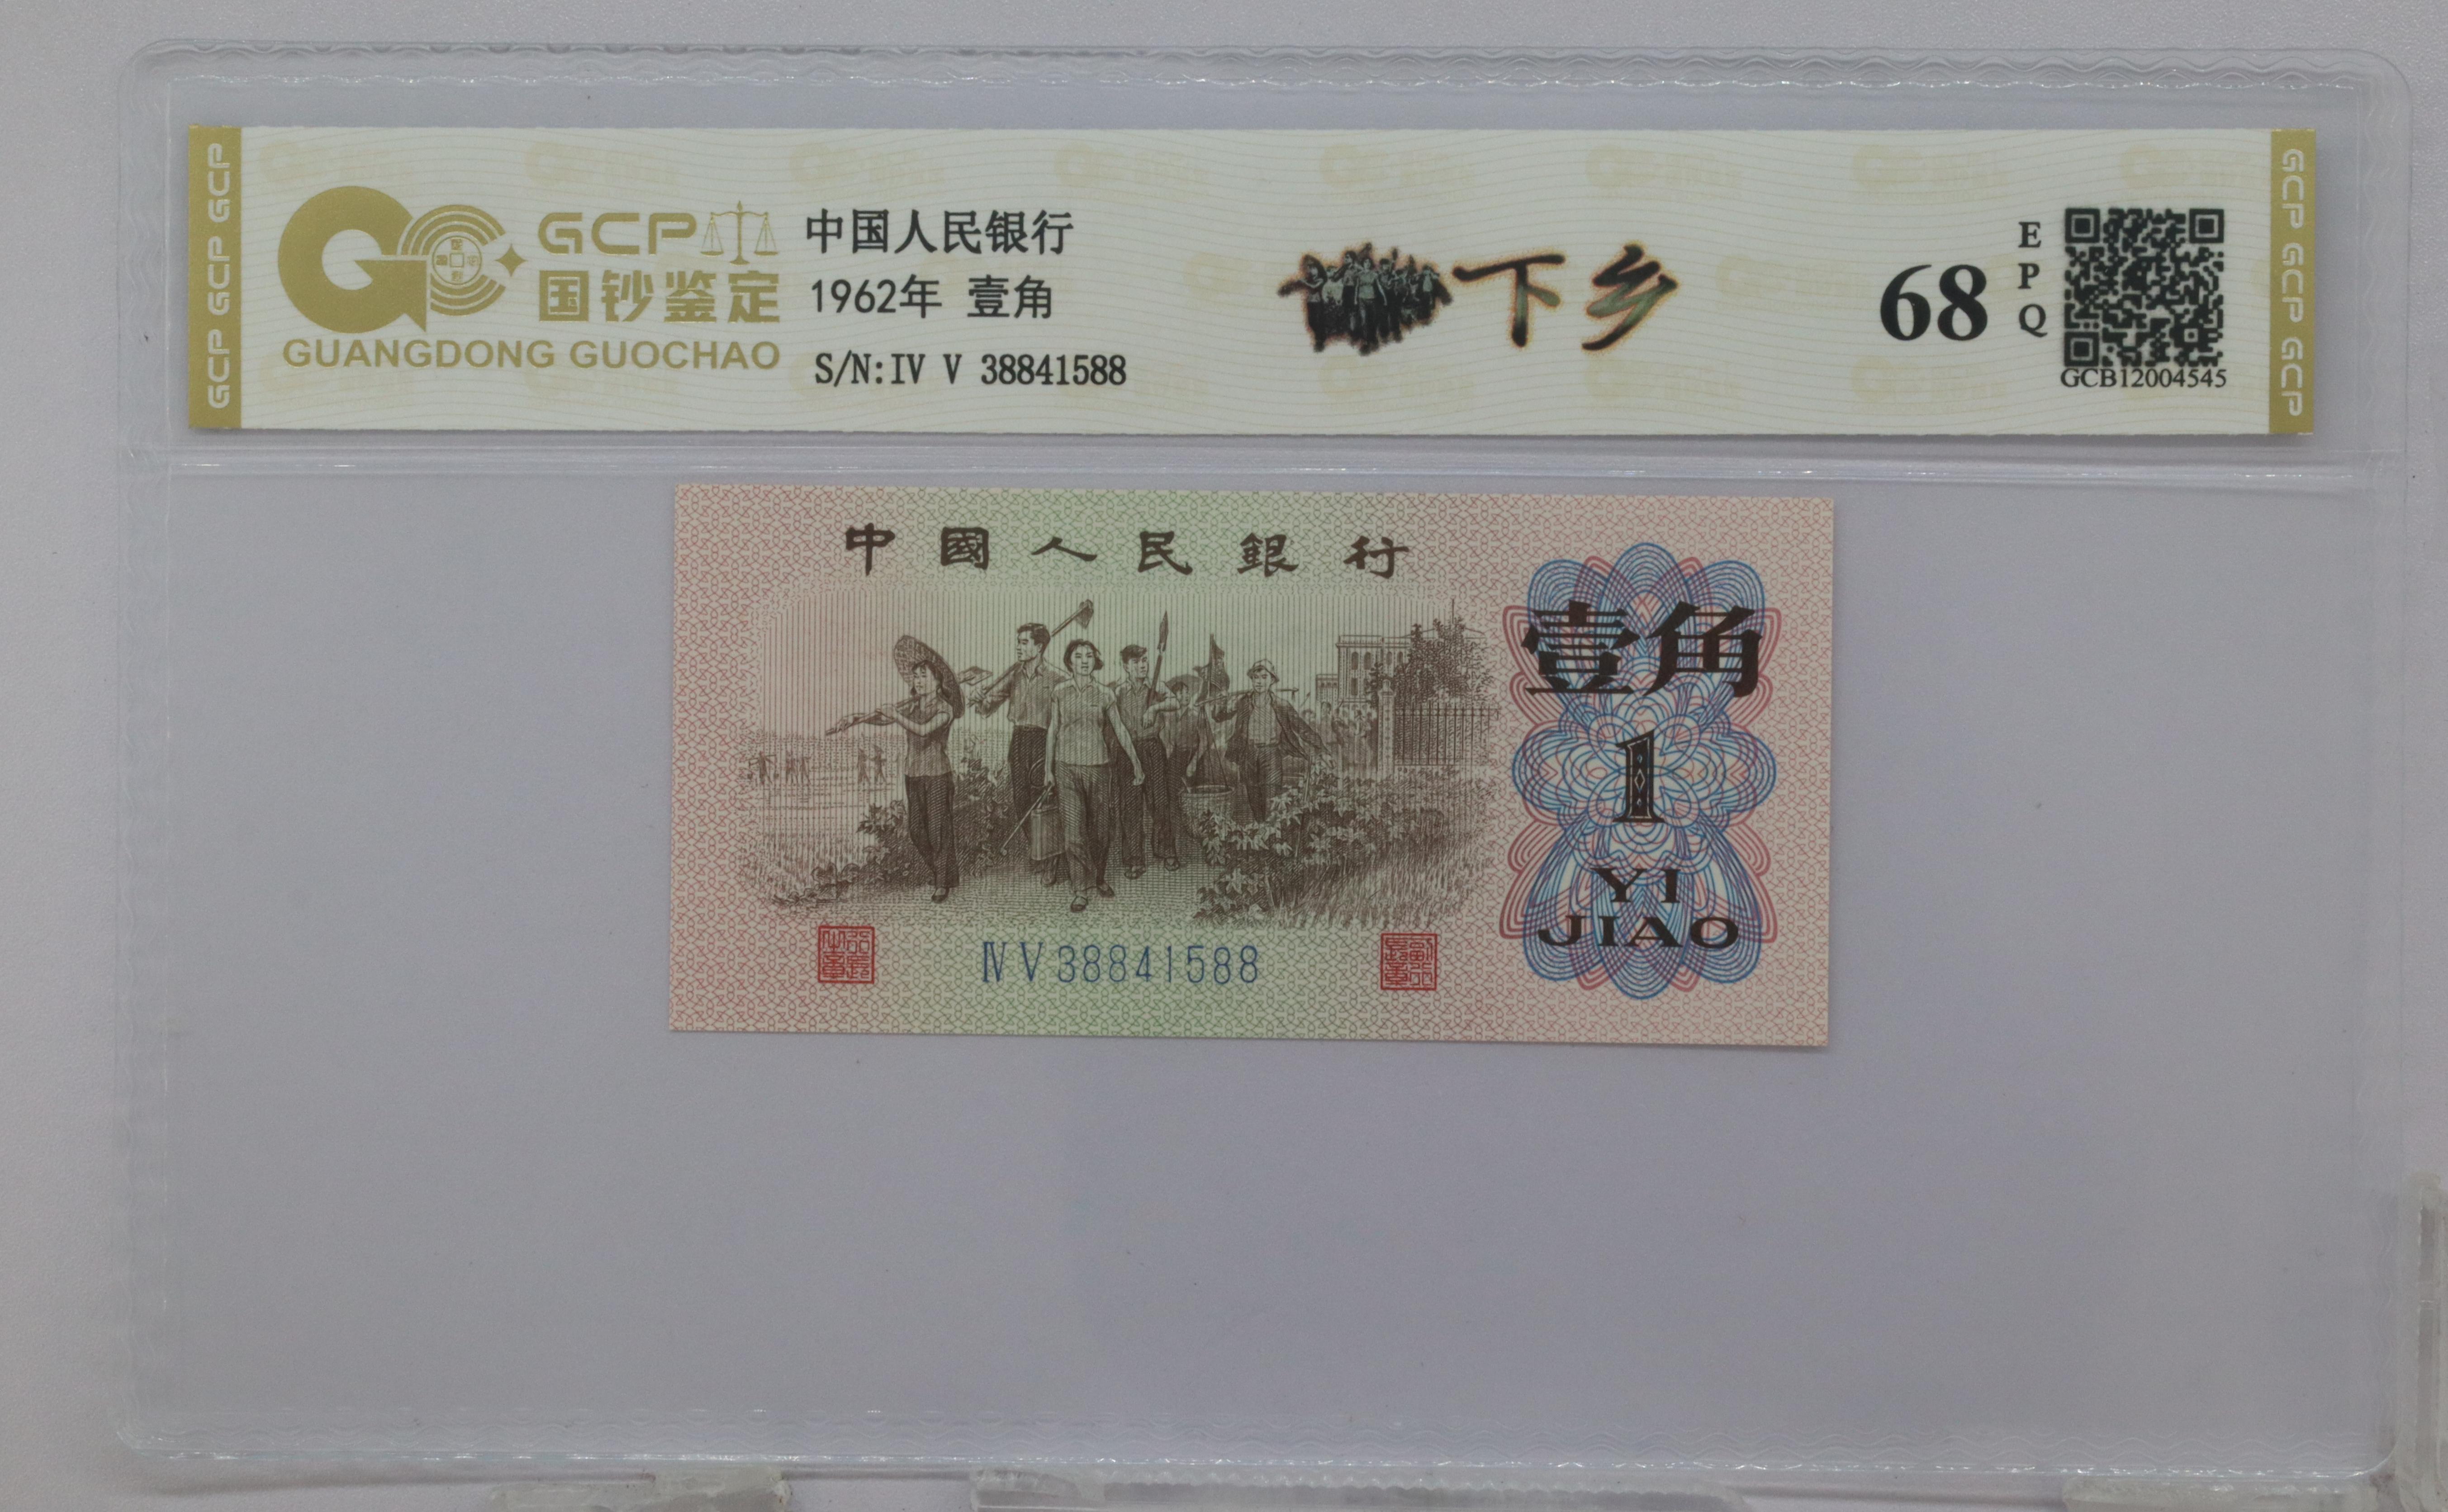 GCP GCP GCP
GCP
国钞鉴定
GUANGDONG GUOCHAO
中国人民银行
1962年 壹角
S/N:IV V 38841588
下乡
68
E
P
Q
GCB12004545
GCP GCP GCP
中國人民銀行
壹角
1
YI
JIAO
IV V 38841588